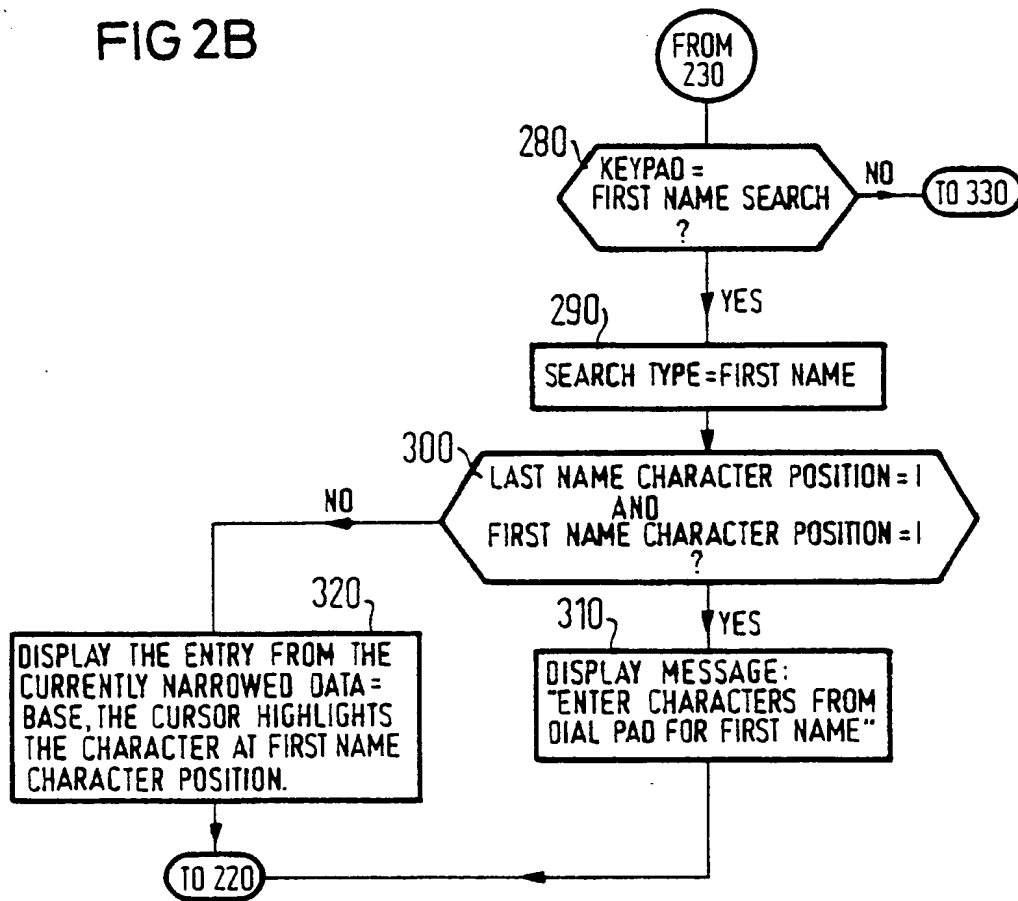 FIG 2B
FROM
230
280
KEYPAD =
FIRST NAME SEARCH
?
NO
TO 330
YES
290
SEARCH TYPE=FIRST NAME
300
LAST NAME CHARACTER POSITION = 1
AND
FIRST NAME CHARACTER POSITION = 1
?
NO
YES
320
DISPLAY THE ENTRY FROM THE
CURRENTLY NARROWED DATA=
BASE, THE CURSOR HIGHLIGHTS
THE CHARACTER AT FIRST NAME
CHARACTER POSITION.
310
DISPLAY MESSAGE:
"ENTER CHARACTERS FROM
DIAL PAD FOR FIRST NAME"
TO 220